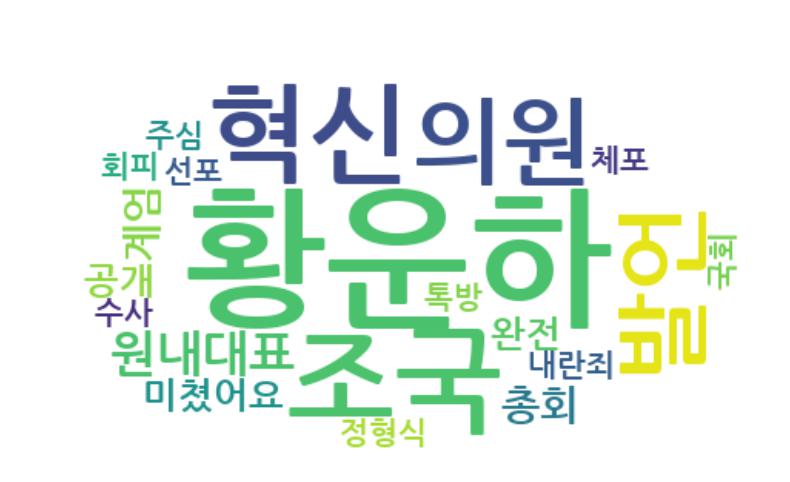 혁신 의원
주심
회피 선포
체포
황운하
계엄
발언
국회
공개
톡방
수사
원내대표
조국
완전
내란죄
미쳤어요
총회
정형식